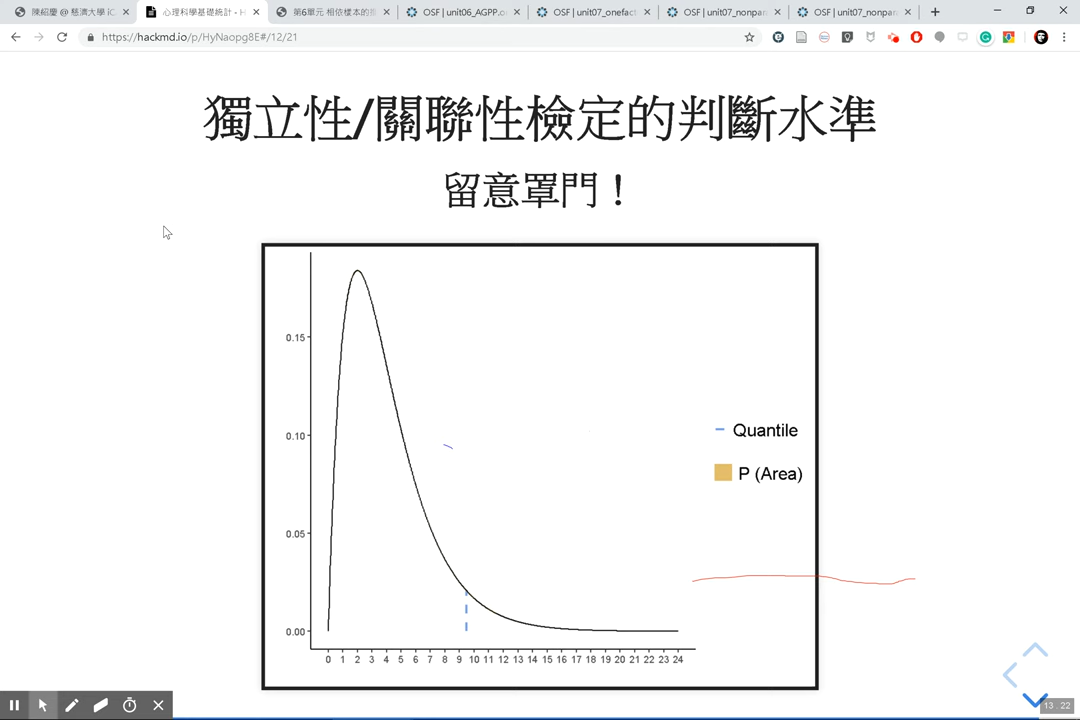 陳紹慶 @ 慈濟大學 iC
心理科學基礎統計 - H
第6單元 相依樣本的
OSF | unit06_AGPP.o
OSF | unit07_onefact
OSF | unit07_nonpar
OSF | unit07_nonpar
https://hackmd.io/p/HyNaopg8E#/12/21
獨立性/關聯性檢定的判斷水準
留意罩門！
0.15
0.10
0.05
0.00
0 1 2 3 4 5 6 7 8 9 10 11 12 13 14 15 16 17 18 19 20 21 22 23 24
Quantile
P (Area)
13 . 22